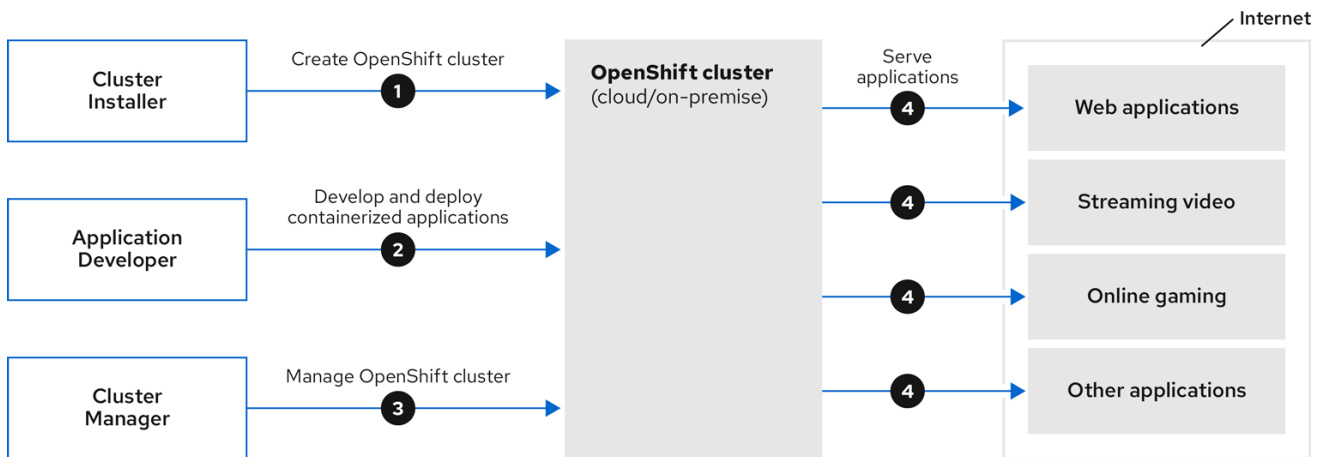 Internet
Cluster
Installer
Create OpenShift cluster
1
OpenShift cluster
(cloud/on-premise)
Serve
applications
4
Web applications
Application
Developer
Develop and deploy
containerized applications
2
4
Streaming video
4
Online gaming
Cluster
Manager
Manage OpenShift cluster
3
4
Other applications